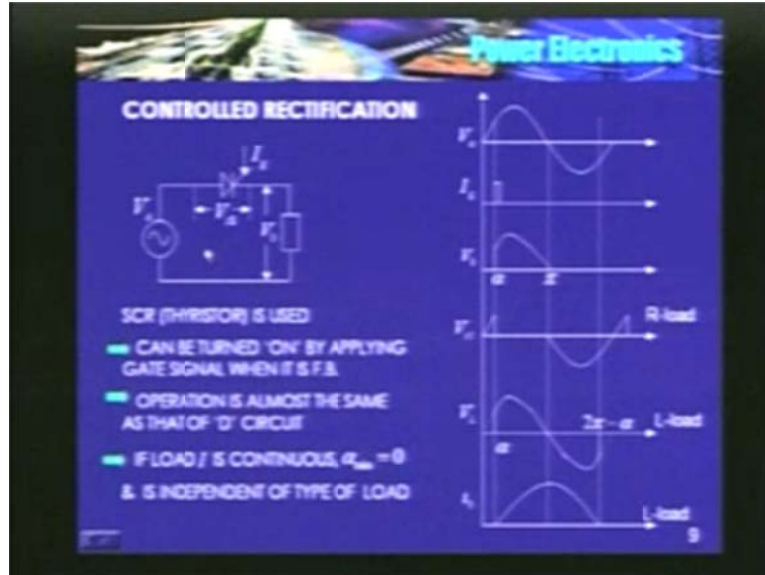 Power Electronics
CONTROLLED RECTIFICATION
SCR (THYRISTOR) IS USED
CAN BE TURNED 'ON' BY APPLYING
GATE SIGNAL WHEN IT IS F.B.
OPERATION IS ALMOST THE SAME
AS THAT OF 'D' CIRCUIT
IF LOAD I IS CONTINUOUS, α = 0
& IS INDEPENDENT OF TYPE OF LOAD
α
π
R-load
α
2π - α
L-load
L-load
9